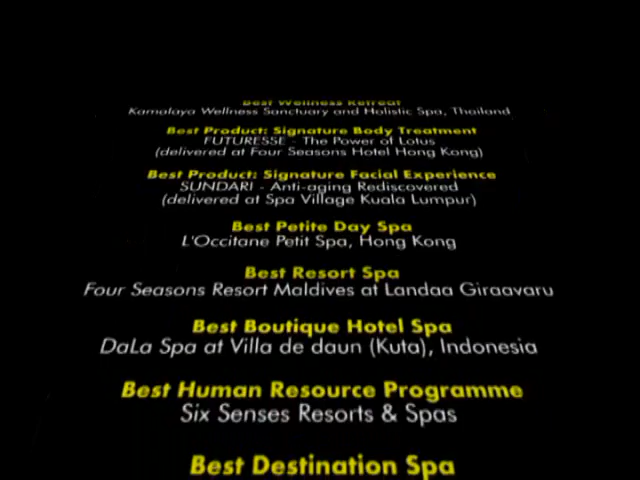 Best Wellness Retreat
Kamalaya Wellness Sanctuary and Holistic Spa, Thailand
Best Product: Signature Body Treatment
FUTURESSE - The Power of Lotus
(delivered at Four Seasons Hotel Hong Kong)
Best Product: Signature Facial Experience
SUNDARI - Anti-aging Rediscovered
(delivered at Spa Village Kuala Lumpur)
Best Petite Day Spa
L'Occitane Petit Spa, Hong Kong
Best Resort Spa
Four Seasons Resort Maldives at Landaa Giraavaru
Best Boutique Hotel Spa
DaLa Spa at Villa de daun (Kuta), Indonesia
Best Human Resource Programme
Six Senses Resorts & Spas
Best Destination Spa